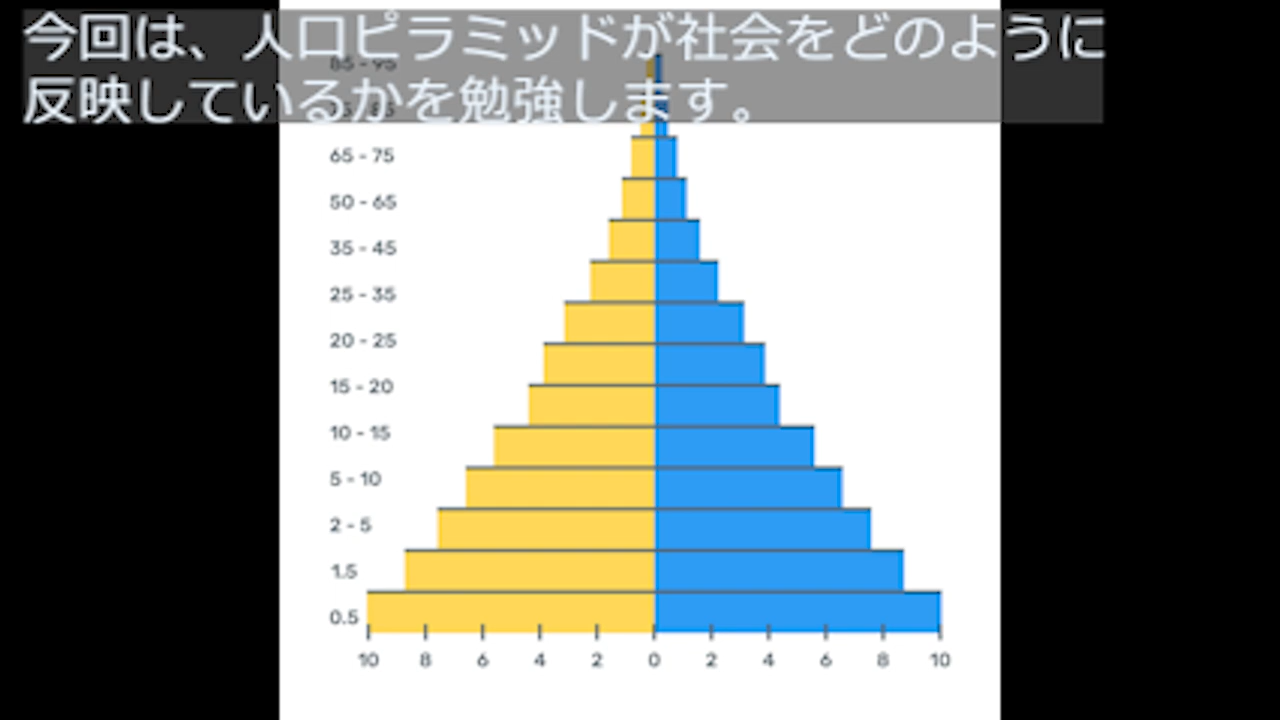 今回は、人口ピラミッドが社会をどのように
反映しているかを勉強します。
85 - 95
65 - 75
50 - 65
35 - 45
25 - 35
20 - 25
15 - 20
10 - 15
5 - 10
2 - 5
1.5
0.5
10 8 6 4 2 0 2 4 6 8 10